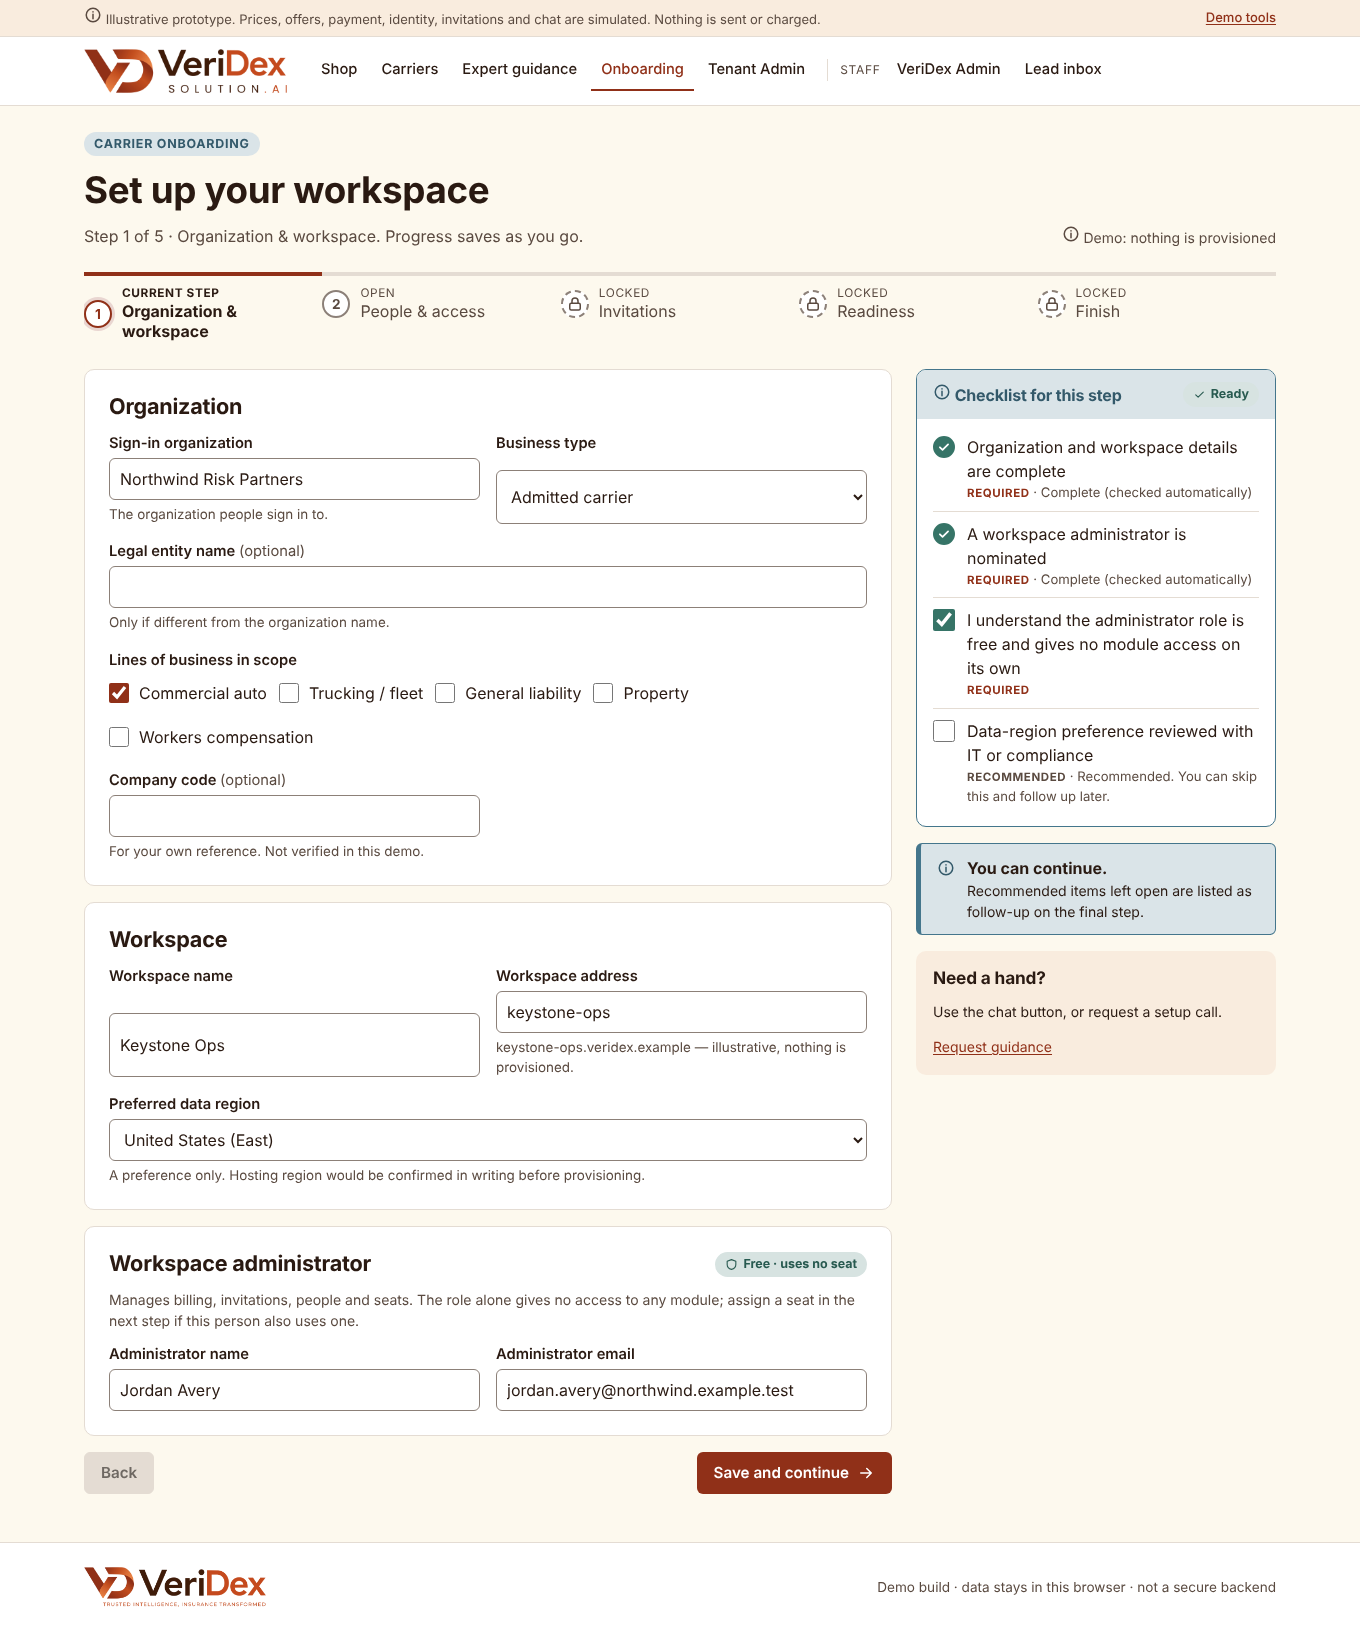 Illustrative prototype. Prices, offers, payment, identity, invitations and chat are simulated. Nothing is sent or charged.
Demo tools
VeriDex
SOLUTION.AI
Shop
Carriers
Expert guidance
Onboarding
Tenant Admin
STAFF
VeriDex Admin
Lead inbox
CARRIER ONBOARDING
Set up your workspace
Step 1 of 5 · Organization & workspace. Progress saves as you go.
Demo: nothing is provisioned
1
CURRENT STEP
Organization &
workspace
2
OPEN
People & access
LOCKED
Invitations
LOCKED
Readiness
LOCKED
Finish
Organization
Sign-in organization
Northwind Risk Partners
The organization people sign in to.
Business type
Admitted carrier
Legal entity name (optional)
Only if different from the organization name.
Lines of business in scope
Commercial auto
Trucking / fleet
General liability
Property
Workers compensation
Company code (optional)
For your own reference. Not verified in this demo.
Workspace
Workspace name
Keystone Ops
Workspace address
keystone-ops
keystone-ops.veridex.example — illustrative, nothing is
provisioned.
Preferred data region
United States (East)
A preference only. Hosting region would be confirmed in writing before provisioning.
Workspace administrator
Free · uses no seat
Manages billing, invitations, people and seats. The role alone gives no access to any module; assign a seat in the
next step if this person also uses one.
Administrator name
Jordan Avery
Administrator email
jordan.avery@northwind.example.test
Back
Save and continue
Checklist for this step
Ready
Organization and workspace details
are complete
REQUIRED · Complete (checked automatically)
A workspace administrator is
nominated
REQUIRED · Complete (checked automatically)
I understand the administrator role is
free and gives no module access on
its own
REQUIRED
Data-region preference reviewed with
IT or compliance
RECOMMENDED · Recommended. You can skip
this and follow up later.
You can continue.
Recommended items left open are listed as
follow-up on the final step.
Need a hand?
Use the chat button, or request a setup call.
Request guidance
VeriDex
TRUSTED INTELLIGENCE, INSURANCE TRANSFORMED
Demo build · data stays in this browser · not a secure backend